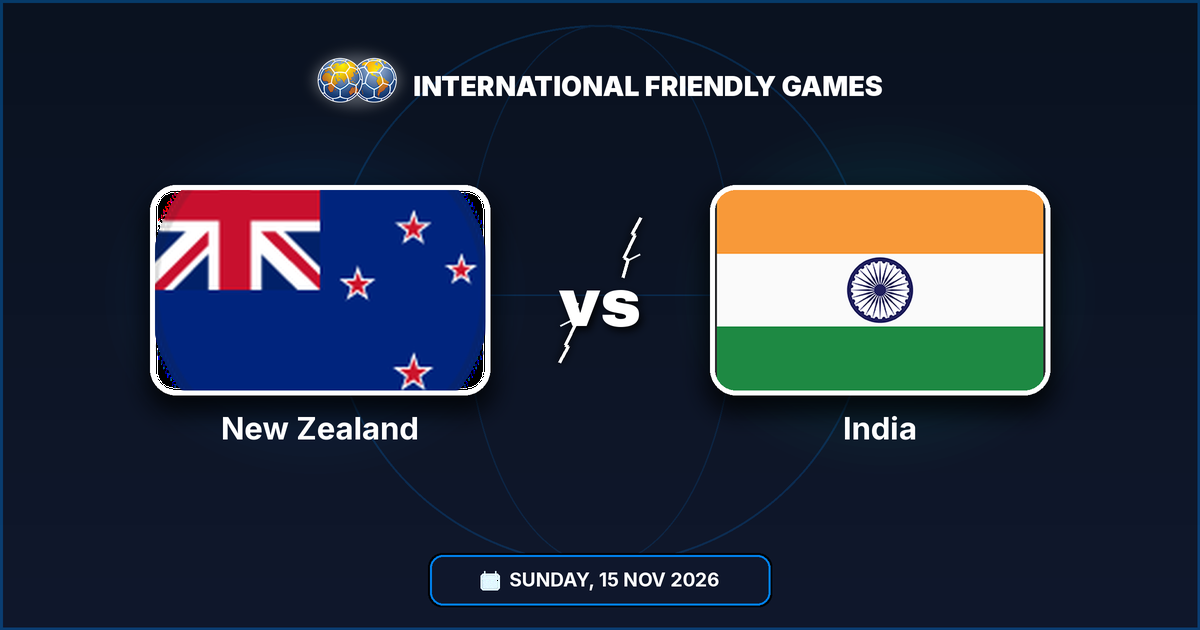 INTERNATIONAL FRIENDLY GAMES
VS
New Zealand
India
SUNDAY, 15 NOV 2026